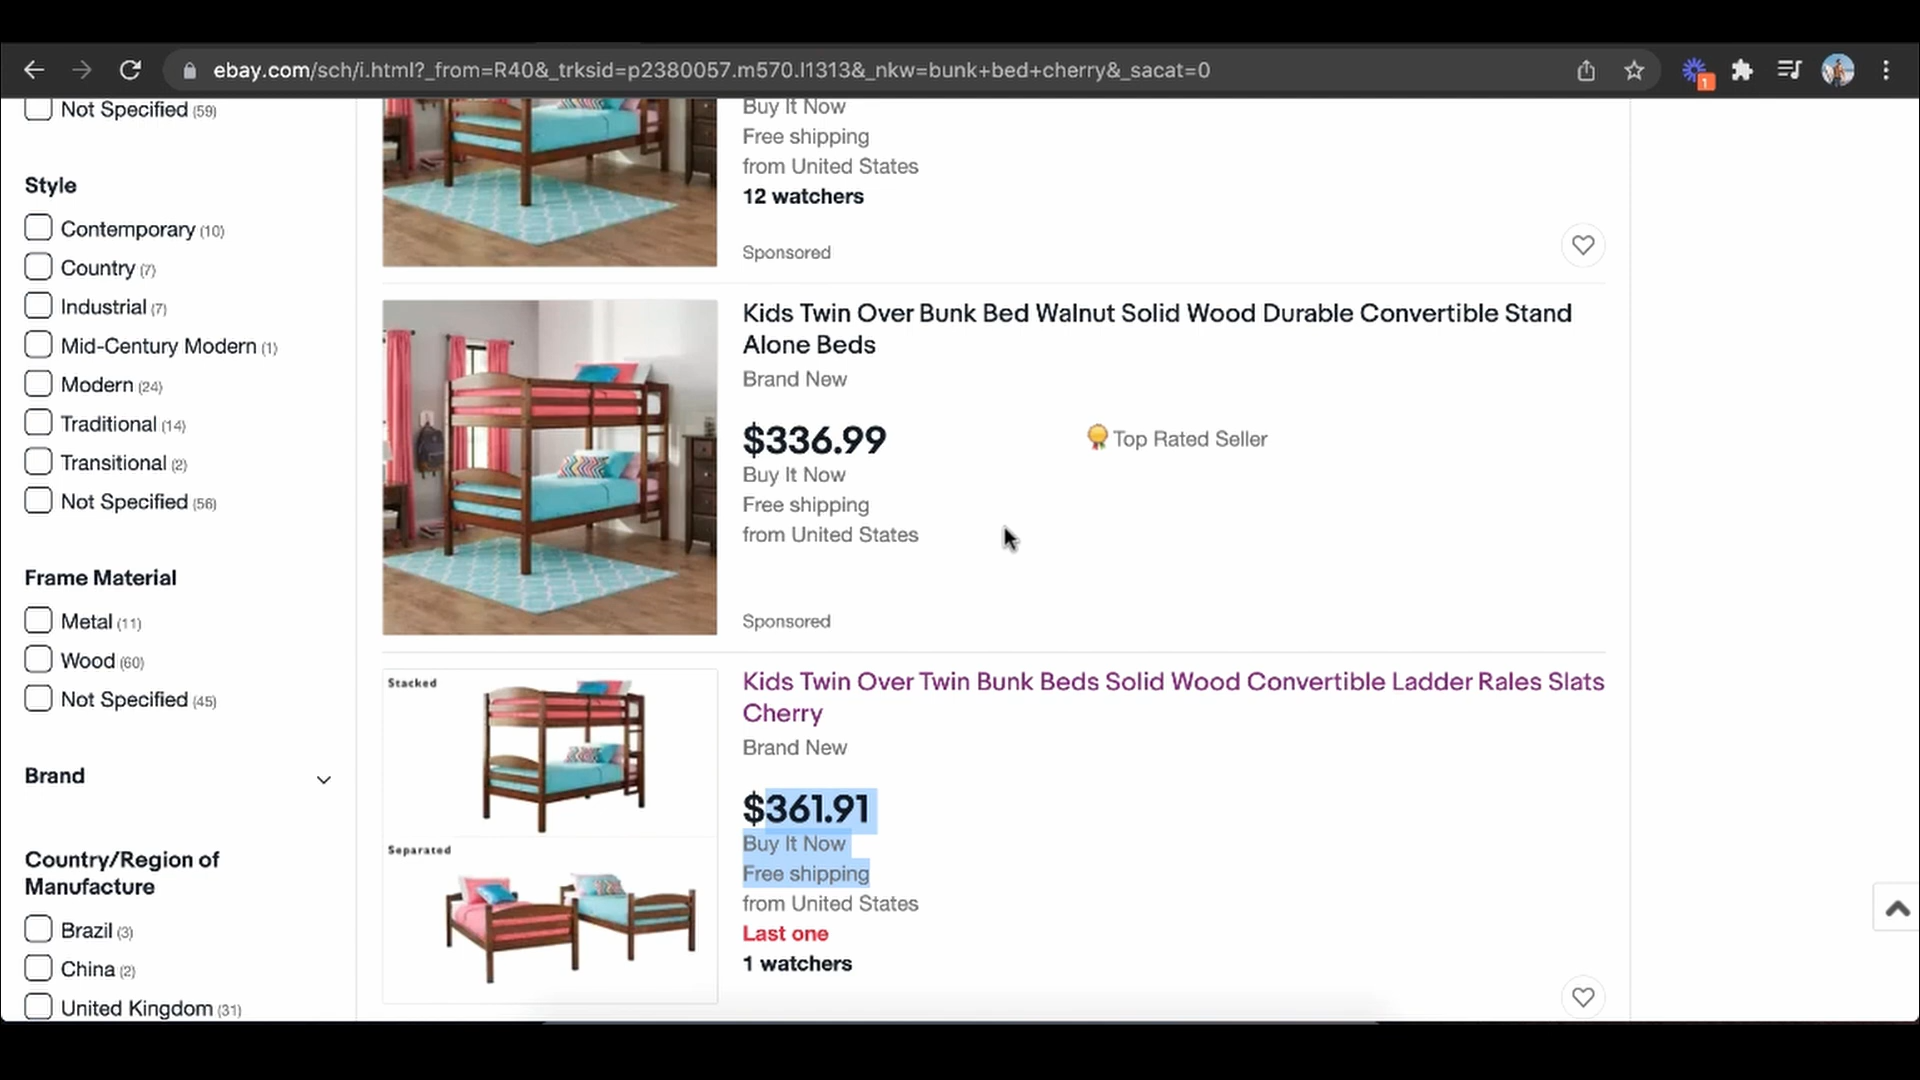 ebay.com/sch/i.html?_from=R40&_trksid=p2380057.m570.l1313&_nkw=bunk+bed+cherry&_sacat=0
1
Not Specified (59)
Style
Contemporary (10)
Country (7)
Industrial (7)
Mid-Century Modern (1)
Modern (24)
Traditional (14)
Transitional (2)
Not Specified (56)
Frame Material
Metal (11)
Wood (60)
Not Specified (45)
Brand
Country/Region of
Manufacture
Brazil (3)
China (2)
United Kingdom (31)
Buy It Now
Free shipping
from United States
12 watchers
Sponsored
Kids Twin Over Bunk Bed Walnut Solid Wood Durable Convertible Stand
Alone Beds
Brand New
$336.99
Top Rated Seller
Buy It Now
Free shipping
from United States
Sponsored
Stacked
Separated
Kids Twin Over Twin Bunk Beds Solid Wood Convertible Ladder Rales Slats
Cherry
Brand New
$361.91
Buy It Now
Free shipping
from United States
Last one
1 watchers